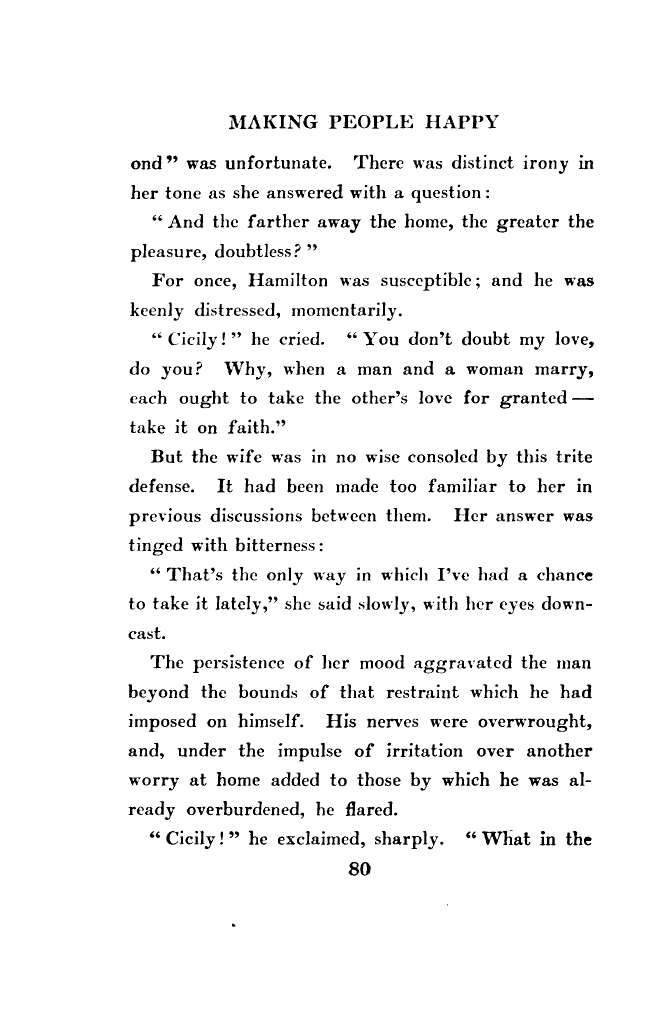 MAKING PEOPLE HAPPY
ond” was unfortunate. There was distinct irony in
her tone as she answered with a question:
“And the farther away the home, the greater the
pleasure, doubtless?”
For once, Hamilton was susceptible; and he was
keenly distressed, momentarily.
“Cicily!” he cried. “You don't doubt my love,
do you? Why, when a man and a woman marry,
each ought to take the other's love for granted —
take it on faith.”
But the wife was in no wise consoled by this trite
defense. It had been made too familiar to her in
previous discussions between them. Her answer was
tinged with bitterness:
“That's the only way in which I've had a chance
to take it lately,” she said slowly, with her eyes down-
cast.
The persistence of her mood aggravated the man
beyond the bounds of that restraint which he had
imposed on himself. His nerves were overwrought,
and, under the impulse of irritation over another
worry at home added to those by which he was al-
ready overburdened, he flared.
“Cicily!” he exclaimed, sharply. “What in the
80